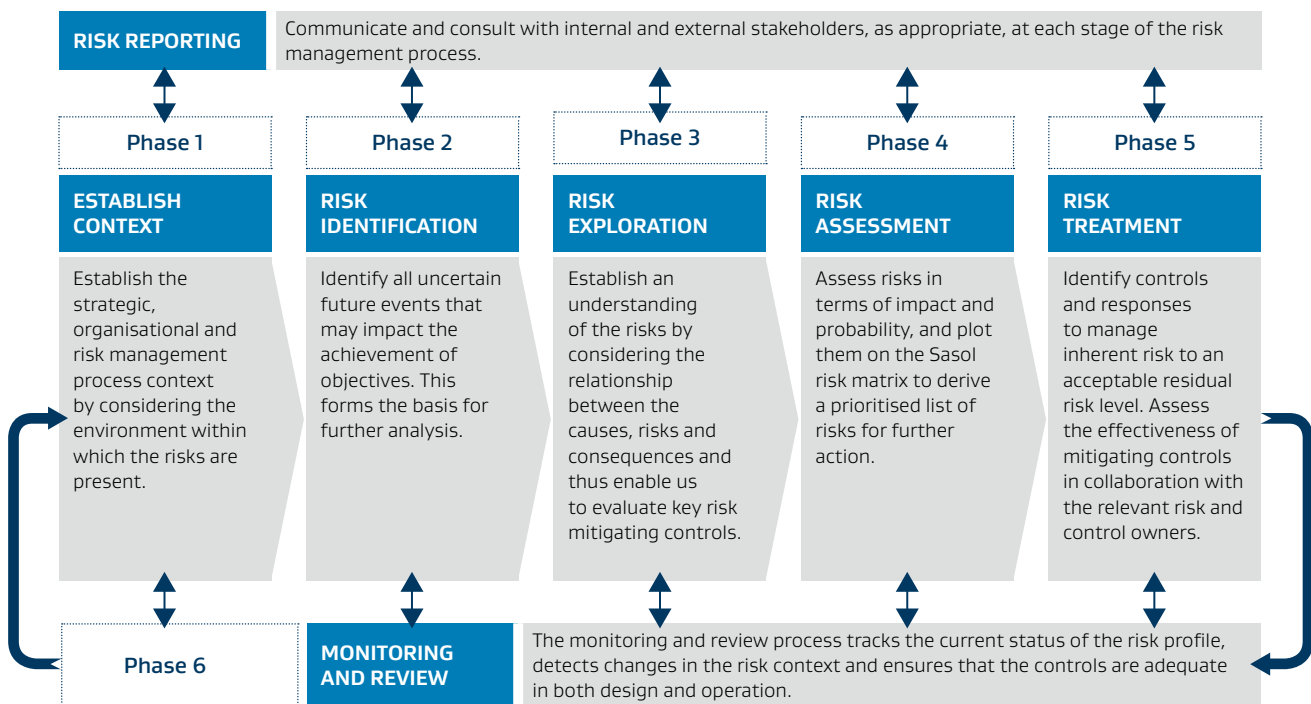 RISK REPORTING
Communicate and consult with internal and external stakeholders, as appropriate, at each stage of the risk
management process.
Phase 1
Phase 2
Phase 3
Phase 4
Phase 5
ESTABLISH
CONTEXT
Establish the
strategic,
organisational and
risk management
process context
by considering the
environment within
which the risks are
present.
RISK
IDENTIFICATION
Identify all uncertain
future events that
may impact the
achievement of
objectives. This
forms the basis for
further analysis.
RISK
EXPLORATION
Establish an
understanding
of the risks by
considering the
relationship
between the
causes, risks and
consequences and
thus enable us
to evaluate key risk
mitigating controls.
RISK
ASSESSMENT
Assess risks in
terms of impact and
probability, and plot
them on the Sasol
risk matrix to derive
a prioritised list of
risks for further
action.
RISK
TREATMENT
Identify controls
and responses
to manage
inherent risk to an
acceptable residual
risk level. Assess
the effectiveness of
mitigating controls
in collaboration with
the relevant risk and
control owners.
Phase 6
MONITORING
AND REVIEW
The monitoring and review process tracks the current status of the risk profile,
detects changes in the risk context and ensures that the controls are adequate
in both design and operation.